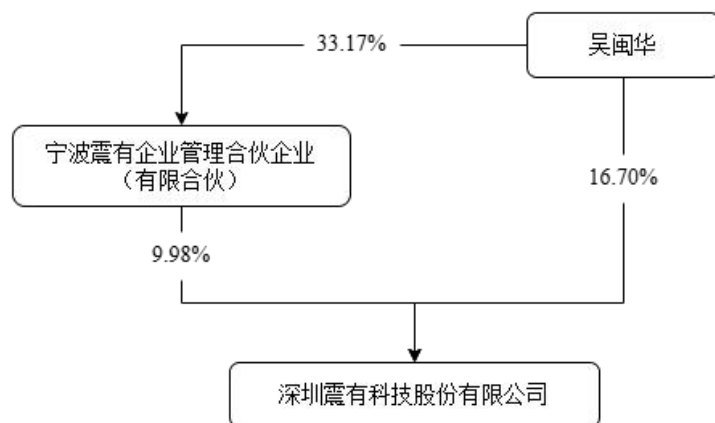 33.17%
吴闽华
宁波震有企业管理合伙企业
（有限合伙）
16.70%
9.98%
深圳震有科技股份有限公司